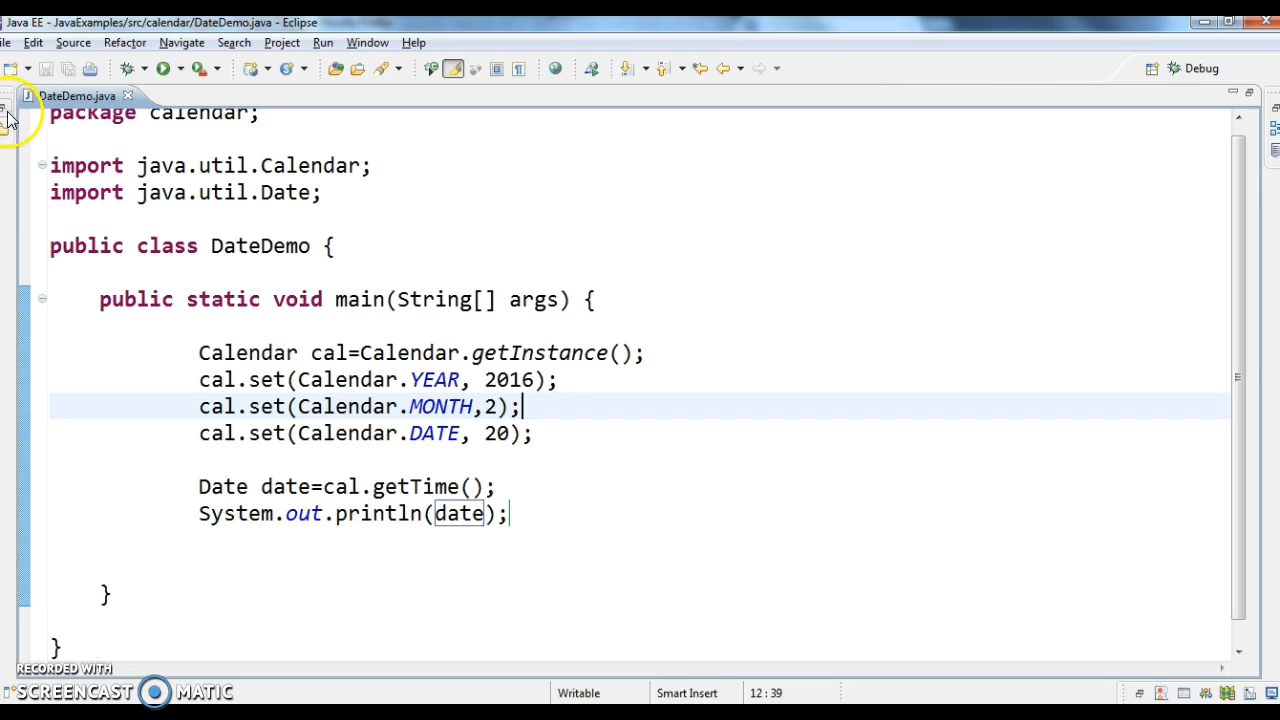 Java EE - JavaExamples/src/calendar/DateDemo.java - Eclipse
ile Edit Source Refactor Navigate Search Project Run Window Help
Debug
DateDemo.java
package calendar;
import java.util.Calendar;
import java.util.Date;
public class DateDemo {
public static void main(String[] args) {
Calendar cal=Calendar.getInstance();
cal.set(Calendar.YEAR, 2016);
cal.set(Calendar.MONTH,2);
cal.set(Calendar.DATE, 20);
Date date=cal.getTime();
System.out.println(date);
}
}
RECORDED WITH
SCREENCAST MATIC
Writable Smart Insert 12 : 39